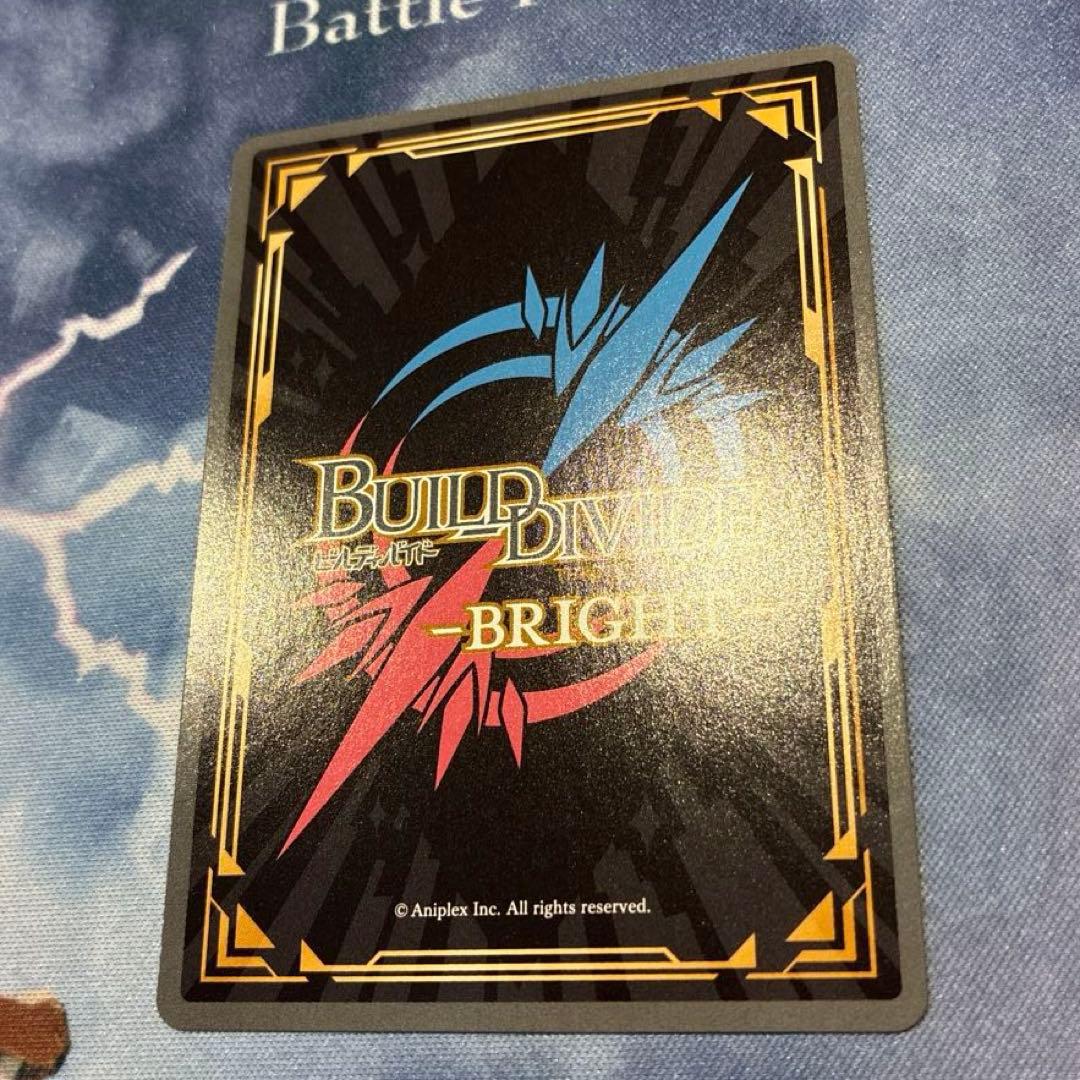 Battle
BUILD DIVIDE
ビルディバイド
-BRIGHT
© Aniplex Inc. All rights reserved.